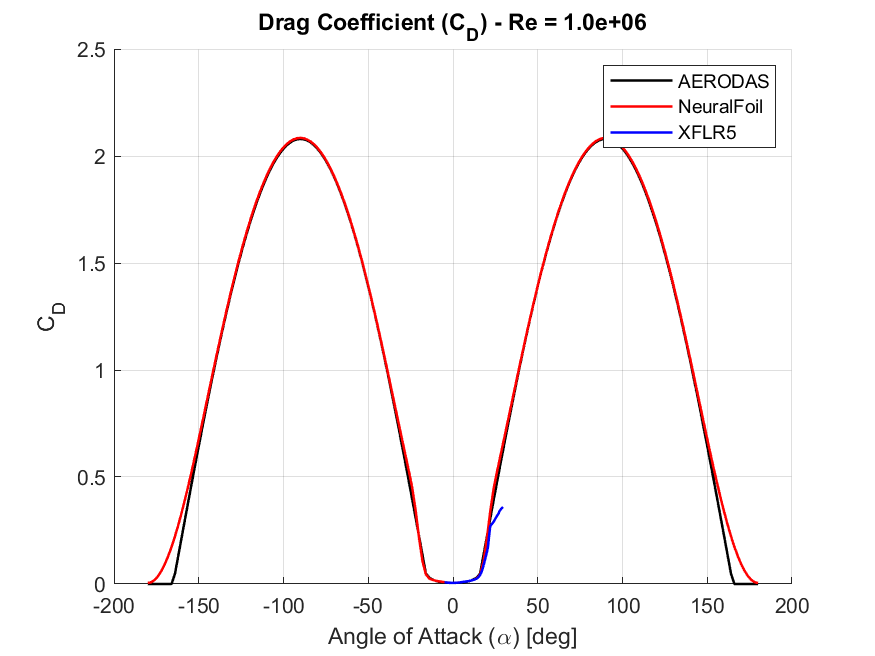 Drag Coefficient (C_D) - Re = 1.0e+06
2.5
2
1.5
1
0.5
0
C_D
-200 -150 -100 -50 0 50 100 150 200
Angle of Attack (α) [deg]
AERODAS
NeuralFoil
XFLR5